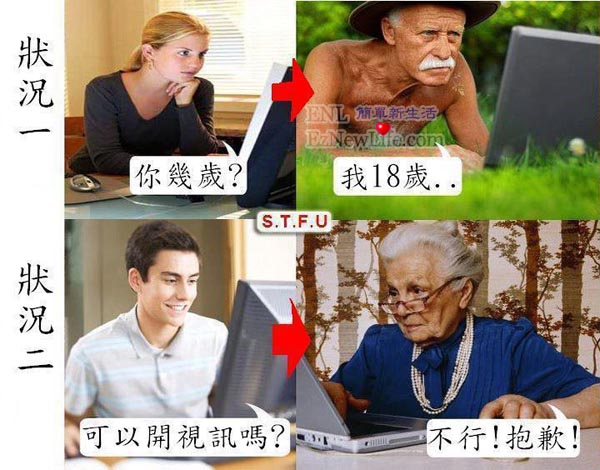 狀況一
你幾歲?
我18歲..
ENL 簡單新生活
EzNewLife.com
S.T.F.U
狀況二
可以開視訊嗎?
不行!抱歉!